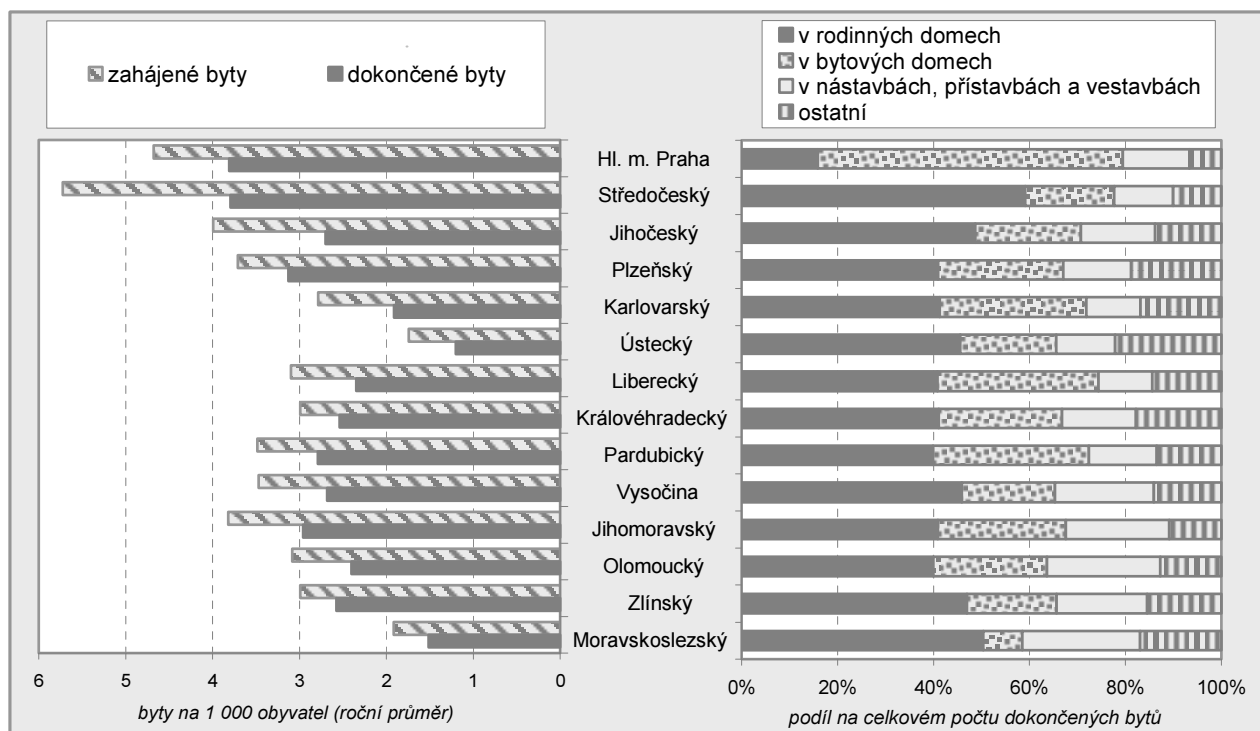 zahájené byty
dokončené byty
v rodinných domech
v bytových domech
v nástavbách, přístavbách a vestavbách
ostatní
Hl. m. Praha
Středočeský
Jihočeský
Plzeňský
Karlovarský
Ústecký
Liberecký
Královéhradecký
Pardubický
Vysočina
Jihomoravský
Olomoucký
Zlínský
Moravskoslezský
6 5 4 3 2 1 0
byty na 1 000 obyvatel (roční průměr)
0% 20% 40% 60% 80% 100%
podíl na celkovém počtu dokončených bytů